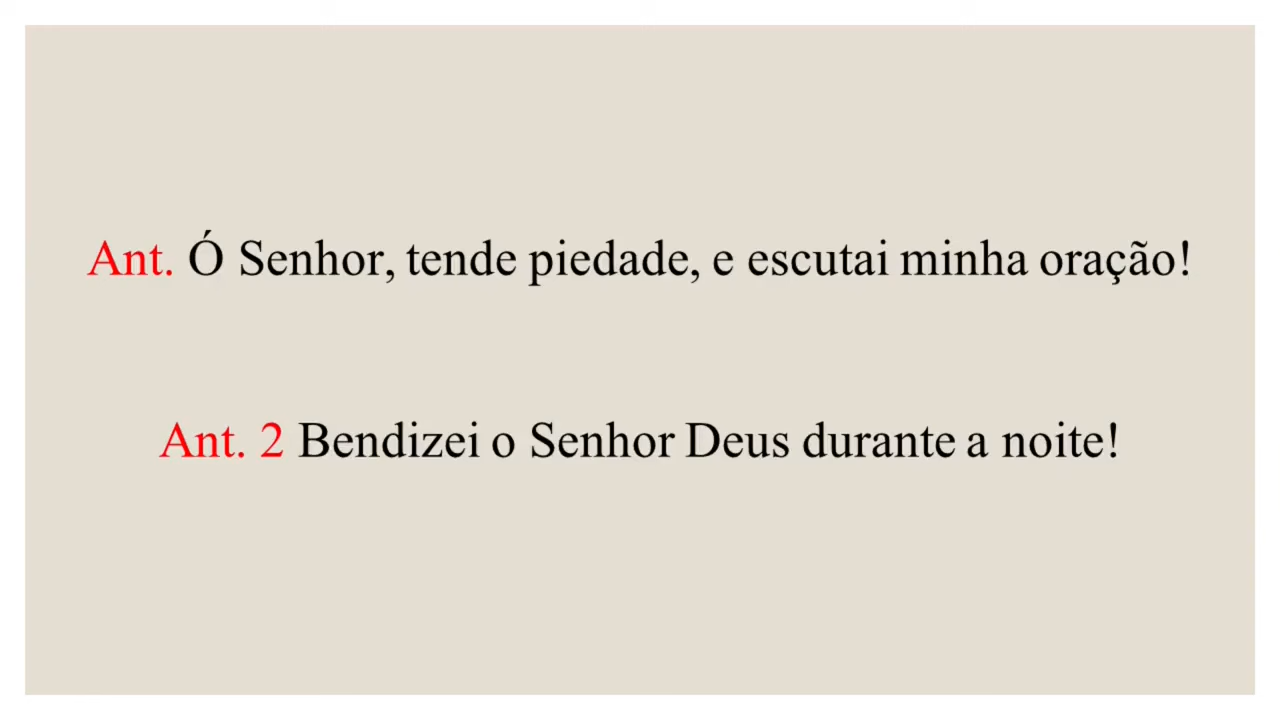 Ant. Ó Senhor, tende piedade, e escutai minha oração!
Ant. 2 Bendizei o Senhor Deus durante a noite!